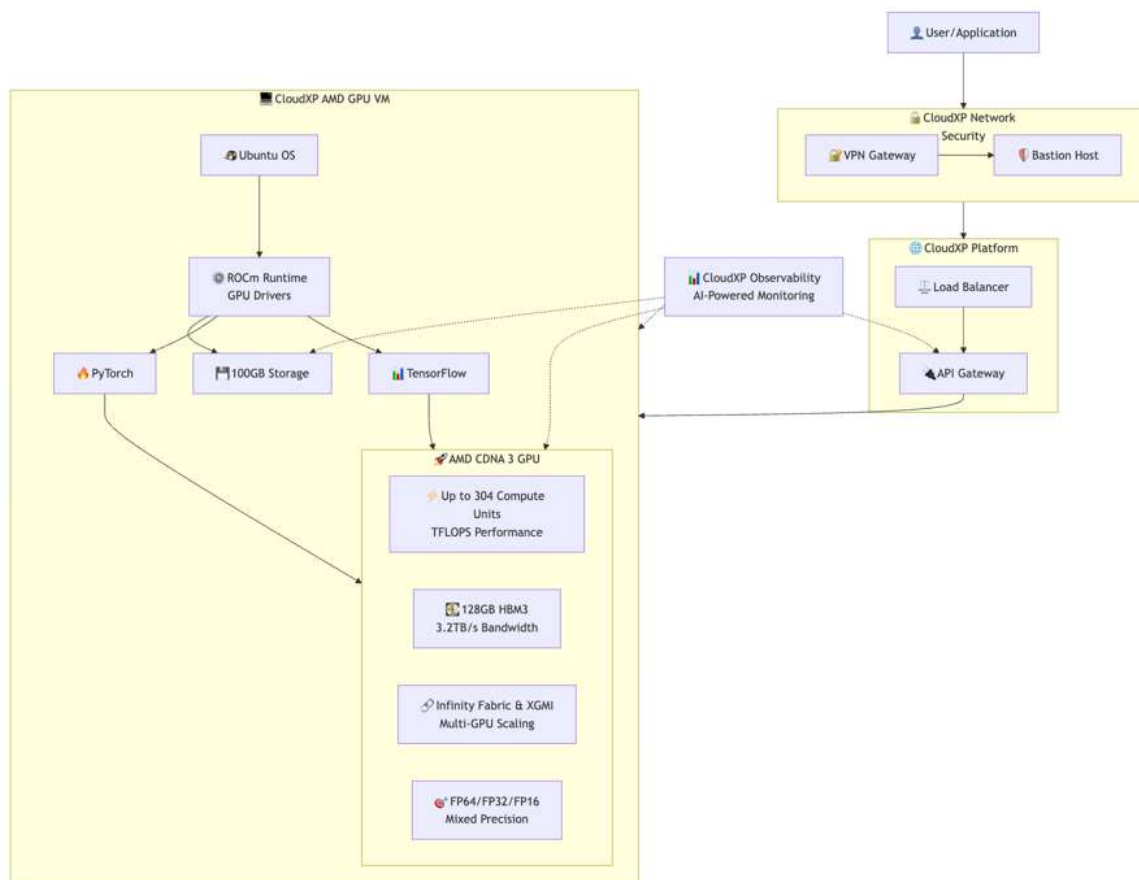 User/Application
CloudXP AMD GPU VM
CloudXP Network
Security
Ubuntu OS
VPN Gateway
Bastion Host
CloudXP Platform
ROCm Runtime
GPU Drivers
CloudXP Observability
AI-Powered Monitoring
Load Balancer
PyTorch
100GB Storage
TensorFlow
API Gateway
AMD CDNA 3 GPU
Up to 304 Compute
Units
TFLOPS Performance
128GB HBM3
3.2TB/s Bandwidth
Infinity Fabric & XGMI
Multi-GPU Scaling
FP64/FP32/FP16
Mixed Precision